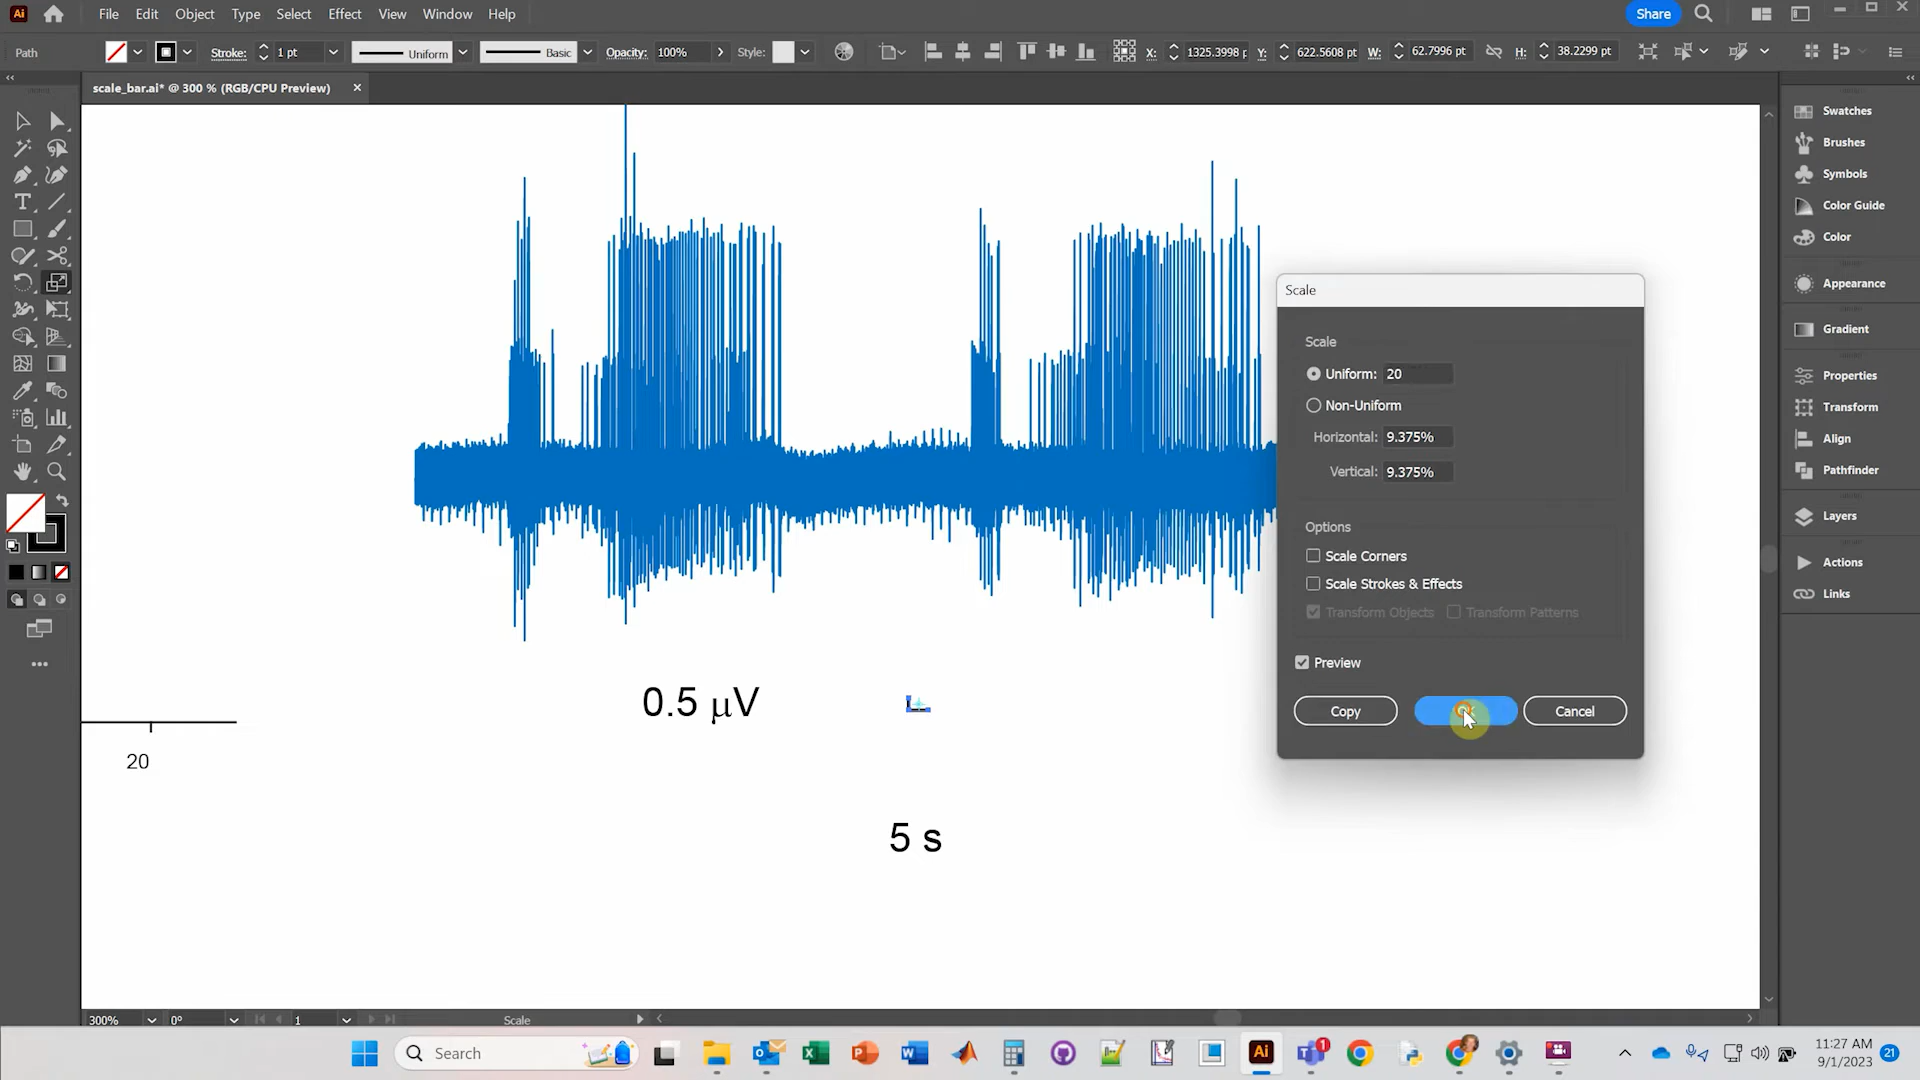 Ai File Edit Object Type Select Effect View Window Help Share
Path Stroke: 1 pt Uniform Basic Opacity: 100% Style: X: 1325.3998 p Y: 622.5608 pt W: 62.7996 pt H: 38.2299 pt
scale_bar.ai* @ 300 % (RGB/CPU Preview)
Swatches
Brushes
Symbols
Color Guide
Color
Appearance
Gradient
Properties
Transform
Align
Pathfinder
Layers
Actions
Links
Scale
Scale
Uniform: 20
Non-Uniform
Horizontal: 9.375%
Vertical: 9.375%
Options
Scale Corners
Scale Strokes & Effects
Transform Objects Transform Patterns
Preview
Copy Cancel
0.5 μV
20
5 s
300% 0° 1 Scale
Search
11:27 AM
9/1/2023
21